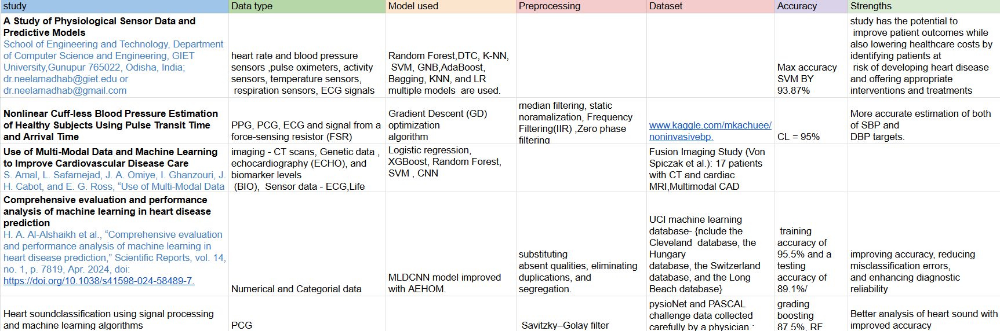 study
Data type
Model used
Preprocessing
Dataset
Accuracy
Strengths
A Study of Physiological Sensor Data and
Predictive Models
School of Engineering and Technology, Department
of Computer Science and Engineering, GIET
University,Gunupur 765022, Odisha, India;
dr.neelamadhab@giet.edu or
dr.neelamadhab@gmail.com
heart rate and blood pressure
sensors ,pulse oximeters, activity
sensors, temperature sensors,
respiration sensors, ECG signals
Random Forest,DTC, K-NN,
SVM, GNB,AdaBoost,
Bagging, KNN, and LR
multiple models are used.
Max accuracy
SVM BY
93.87%
study has the potential to
improve patient outcomes while
also lowering healthcare costs by
identifying patients at
risk of developing heart disease
and offering appropriate
interventions and treatments
Nonlinear Cuff-less Blood Pressure Estimation
of Healthy Subjects Using Pulse Transit Time
and Arrival Time
PPG, PCG, ECG and signal from a
force-sensing resistor (FSR)
Gradient Descent (GD)
optimization
algorithm
median filtering, static
noramalization, Frequency
Filtering(IIR) ,Zero phase
filtering
www.kaggle.com/mkachuee/
noninvasivebp.
CL = 95%
More accurate estimation of both
of SBP and
DBP targets.
Use of Multi-Modal Data and Machine Learning
to Improve Cardiovascular Disease Care
S. Amal, L. Safarnejad, J. A. Omiye, I. Ghanzouri, J.
H. Cabot, and E. G. Ross, “Use of Multi-Modal Data
imaging - CT scans, Genetic data ,
echocardiography (ECHO), and
biomarker levels
(BIO), Sensor data - ECG,Life
Logistic regression,
XGBoost, Random Forest,
SVM , CNN
Fusion Imaging Study (Von
Spiczak et al.): 17 patients
with CT and cardiac
MRI,Multimodal CAD
Comprehensive evaluation and performance
analysis of machine learning in heart disease
prediction
H. A. Al-Alshaikh et al., “Comprehensive evaluation
and performance analysis of machine learning in
heart disease prediction,” Scientific Reports, vol. 14,
no. 1, p. 7819, Apr. 2024, doi:
https://doi.org/10.1038/s41598-024-58489-7.
Numerical and Categorial data
MLDCNN model improved
with AEHOM.
substituting
absent qualities, eliminating
duplications, and
segregation.
UCI machine learning
database- {nclude the
Cleveland database, the
Hungary
database, the Switzerland
database, and the Long
Beach database}
training
accuracy of
95.5% and a
testing
accuracy of
89.1%/
improving accuracy, reducing
misclassification errors,
and enhancing diagnostic
reliability
Heart soundclassification using signal processing
and machine learning algorithms
PCG
Savitzky–Golay filter
pysioNet and PASCAL
challenge data collected
carefully by a physician :
grading
boosting
87.5%, RF
Better analysis of heart sound with
improved accuracy